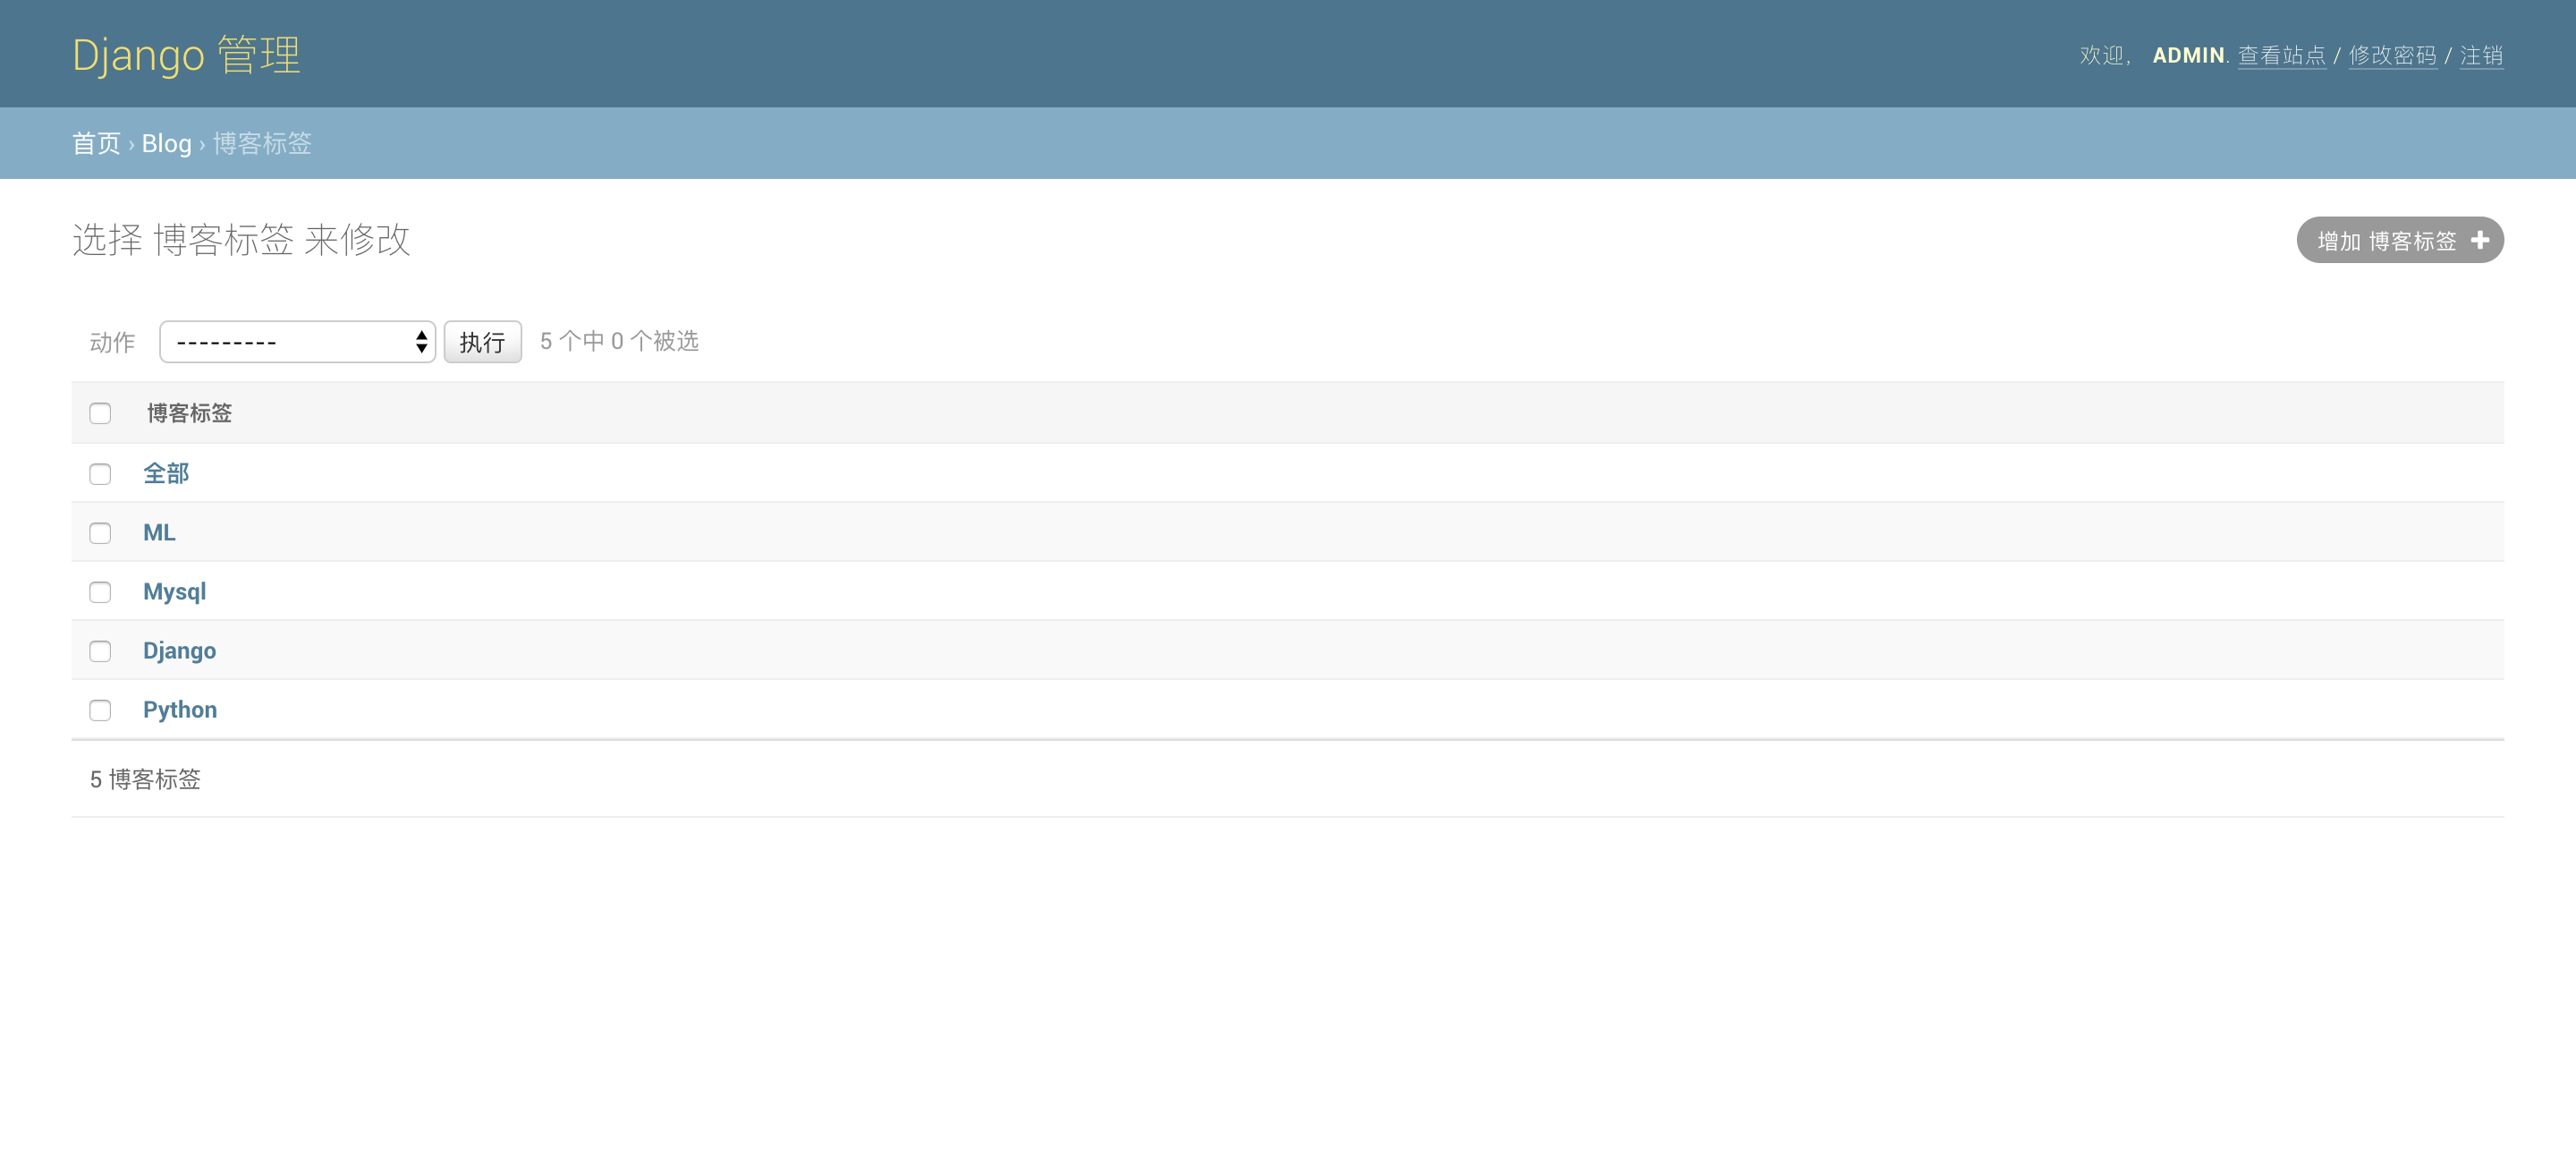 Django 管理
欢迎， ADMIN. 查看站点 / 修改密码 / 注销
首页 › Blog › 博客标签
选择 博客标签 来修改
增加 博客标签
动作 --------- 执行 5 个中 0 个被选
博客标签
全部
ML
Mysql
Django
Python
5 博客标签